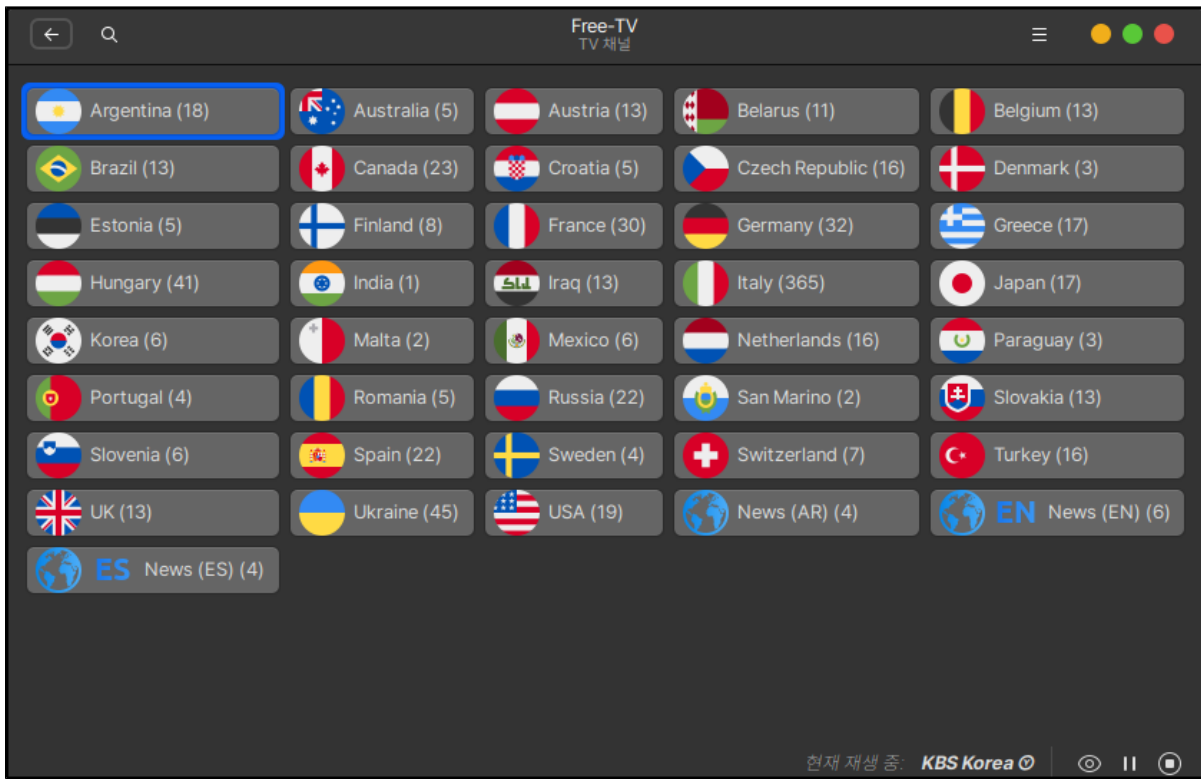 Free-TV
TV 채널
Argentina (18) Australia (5) Austria (13) Belarus (11) Belgium (13)
Brazil (13) Canada (23) Croatia (5) Czech Republic (16) Denmark (3)
Estonia (5) Finland (8) France (30) Germany (32) Greece (17)
Hungary (41) India (1) Iraq (13) Italy (365) Japan (17)
Korea (6) Malta (2) Mexico (6) Netherlands (16) Paraguay (3)
Portugal (4) Romania (5) Russia (22) San Marino (2) Slovakia (13)
Slovenia (6) Spain (22) Sweden (4) Switzerland (7) Turkey (16)
UK (13) Ukraine (45) USA (19) News (AR) (4) EN News (EN) (6)
ES News (ES) (4)
현재 재생 중: KBS Korea Ⓨ